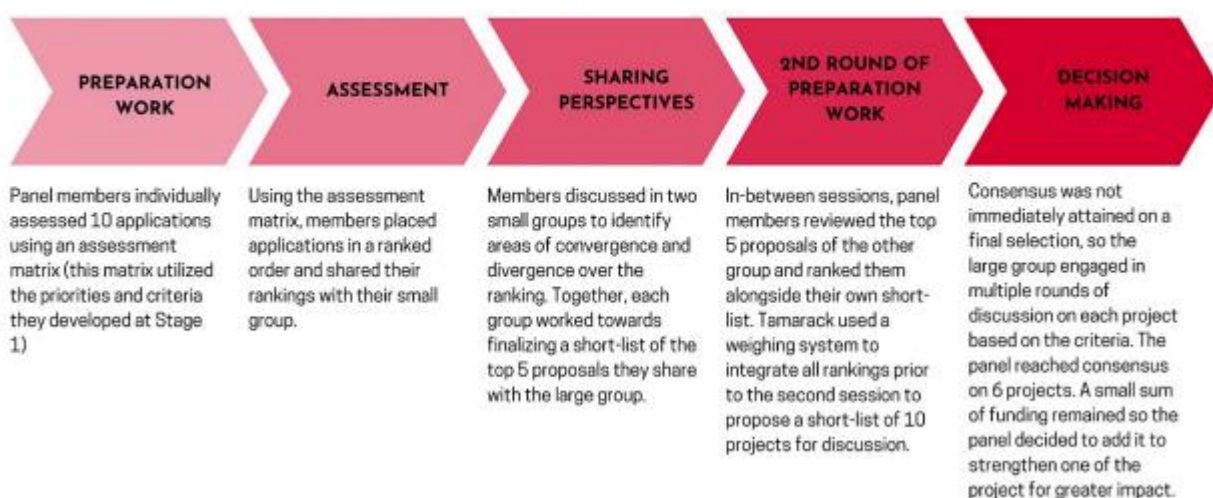 PREPARATION
WORK
Panel members individually
assessed 10 applications
using an assessment
matrix (this matrix utilized
the priorities and criteria
they developed at Stage
1)
ASSESSMENT
Using the assessment
matrix, members placed
applications in a ranked
order and shared their
rankings with their small
group.
SHARING
PERSPECTIVES
Members discussed in two
small groups to identify
areas of convergence and
divergence over the
ranking. Together, each
group worked towards
finalizing a short-list of the
top 5 proposals they share
with the large group.
2ND ROUND OF
PREPARATION
WORK
In-between sessions, panel
members reviewed the top
5 proposals of the other
group and ranked them
alongside their own short-
list. Tamarack used a
weighing system to
integrate all rankings prior
to the second session to
propose a short-list of 10
projects for discussion.
DECISION
MAKING
Consensus was not
immediately attained on a
final selection, so the
large group engaged in
multiple rounds of
discussion on each project
based on the criteria. The
panel reached consensus
on 6 projects. A small sum
of funding remained so the
panel decided to add it to
strengthen one of the
project for greater impact.